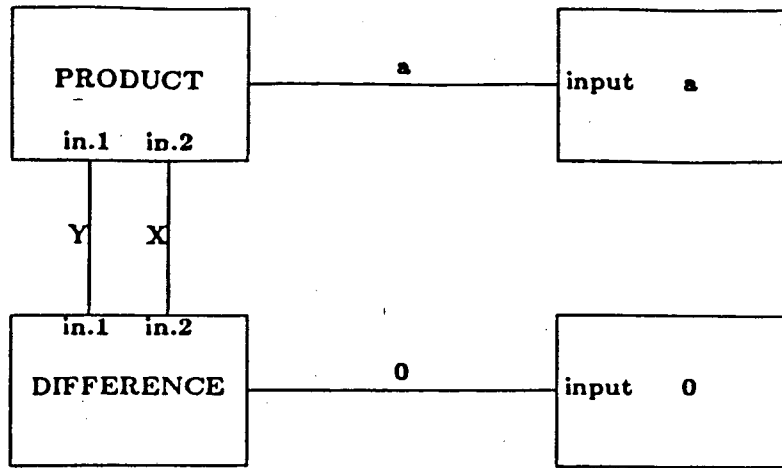 a
PRODUCT input a
in.1 in.2
Y X
in.1 in.2
0
DIFFERENCE input 0